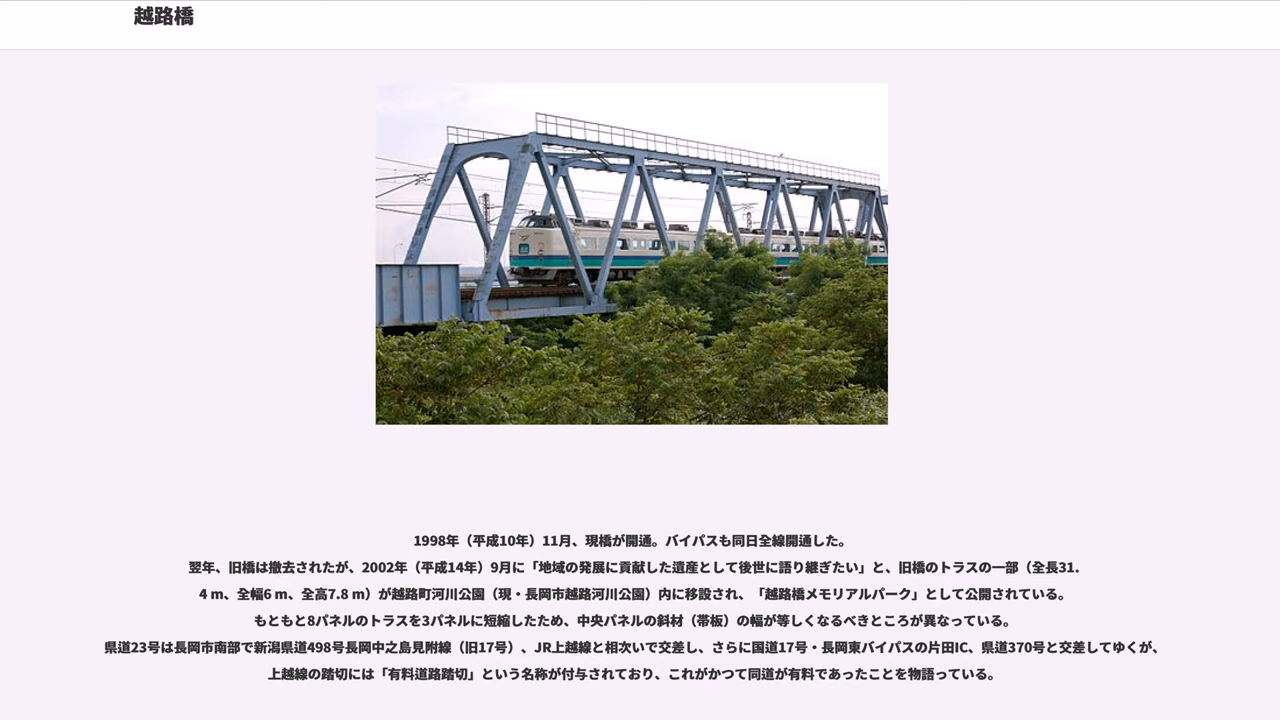 越路橋
1998年（平成10年）11月、現橋が開通。バイパスも同日全線開通した。
翌年、旧橋は撤去されたが、2002年（平成14年）9月に「地域の発展に貢献した遺産として後世に語り継ぎたい」と、旧橋のトラスの一部（全長31.
4 m、全幅6 m、全高7.8 m）が越路町河川公園（現・長岡市越路河川公園）内に移設され、「越路橋メモリアルパーク」として公開されている。
もともと8パネルのトラスを3パネルに短縮したため、中央パネルの斜材（帯板）の幅が等しくなるべきところが異なっている。
県道23号は長岡市南部で新潟県道498号長岡中之島見附線（旧17号）、JR上越線と相次いで交差し、さらに国道17号・長岡東バイパスの片田IC、県道370号と交差してゆくが、
上越線の踏切には「有料道路踏切」という名称が付与されており、これがかつて同道が有料であったことを物語っている。